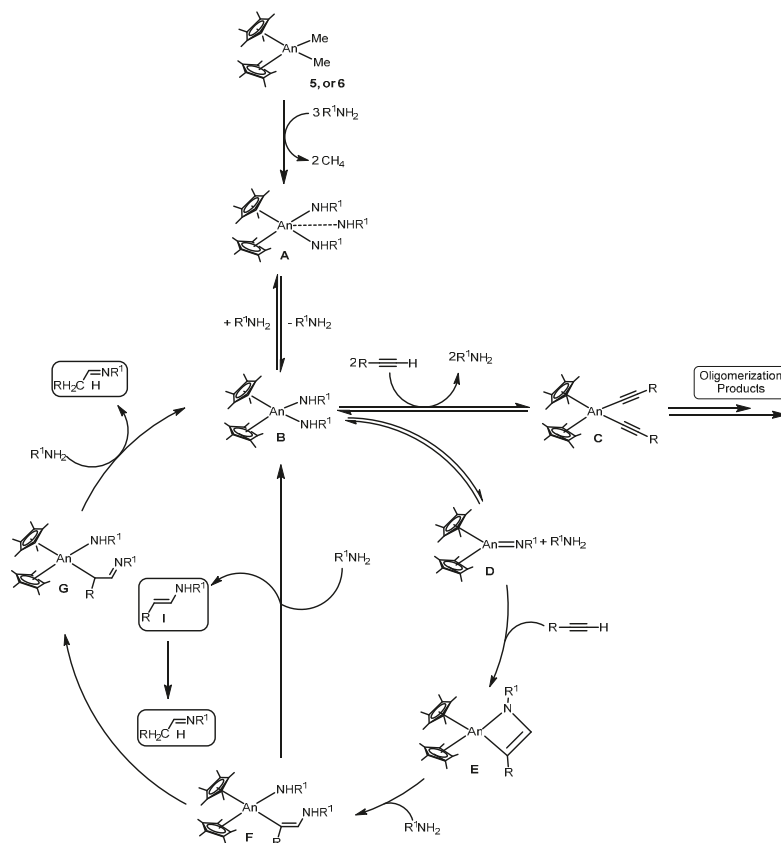 An
Me
Me
5, or 6
3 R¹NH₂
2 CH₄
NHR¹
An
NHR¹
NHR¹
A
+ R¹NH₂
- R¹NH₂
NR¹
RH₂C
H
2R
H
2R¹NH₂
Oligomerization
Products
R
NHR¹
An
An
NHR¹
R
B
C
R¹NH₂
NHR¹
An
NR¹
G
R
An
NR¹
+ R¹NH₂
D
R¹NH₂
NHR¹
R
I
R
H
R¹
N
An
E
R
NR¹
RH₂C
H
NHR¹
An
NHR¹
F
R
R¹NH₂